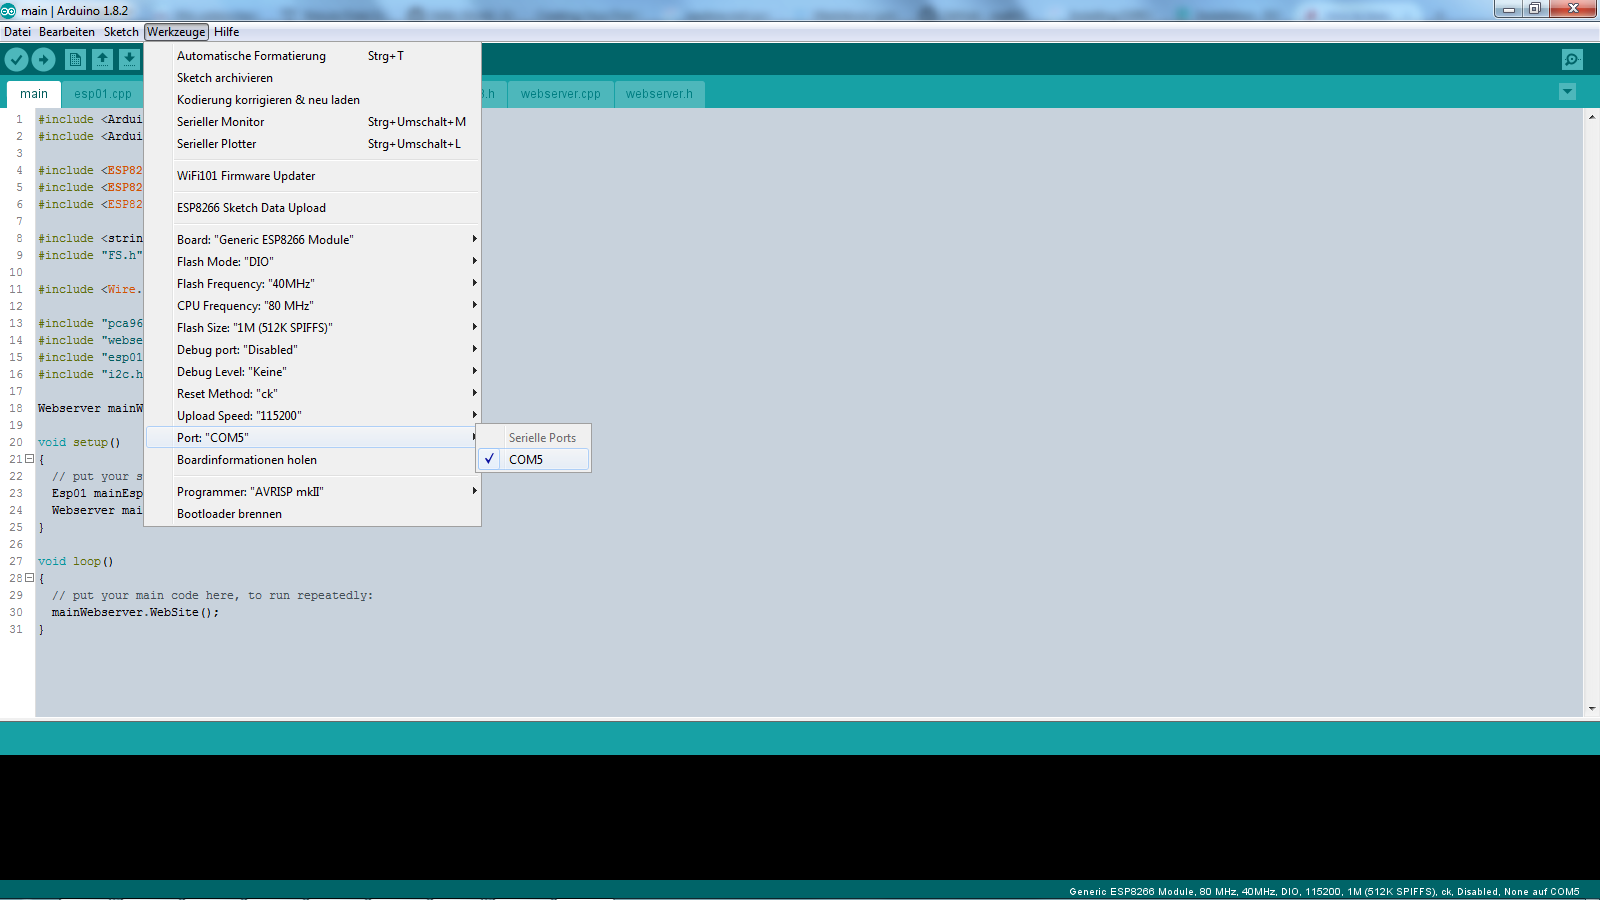 main | Arduino 1.8.2
Datei Bearbeiten Sketch Werkzeuge Hilfe
main esp01.cpp 8.h webserver.cpp webserver.h
Automatische Formatierung Strg+T
Sketch archivieren
Kodierung korrigieren & neu laden
Serieller Monitor Strg+Umschalt+M
Serieller Plotter Strg+Umschalt+L
WiFi101 Firmware Updater
ESP8266 Sketch Data Upload
Board: "Generic ESP8266 Module"
Flash Mode: "DIO"
Flash Frequency: "40MHz"
CPU Frequency: "80 MHz"
Flash Size: "1M (512K SPIFFS)"
Debug port: "Disabled"
Debug Level: "Keine"
Reset Method: "ck"
Upload Speed: "115200"
Port: "COM5"
Boardinformationen holen
Programmer: "AVRISP mkII"
Bootloader brennen
Serielle Ports
COM5
1 #include <Ardui
2 #include <Ardui
3
4 #include <ESP82
5 #include <ESP82
6 #include <ESP82
7
8 #include <strin
9 #include "FS.h"
10
11 #include <Wire.
12
13 #include "pca96
14 #include "webse
15 #include "esp01
16 #include "i2c.h
17
18 Webserver mainW
19
20 void setup()
21 {
22 // put your s
23 Esp01 mainEsp
24 Webserver mai
25 }
26
27 void loop()
28 {
29 // put your main code here, to run repeatedly:
30 mainWebserver.WebSite();
31 }
Generic ESP8266 Module, 80 MHz, 40MHz, DIO, 115200, 1M (512K SPIFFS), ck, Disabled, None auf COM5